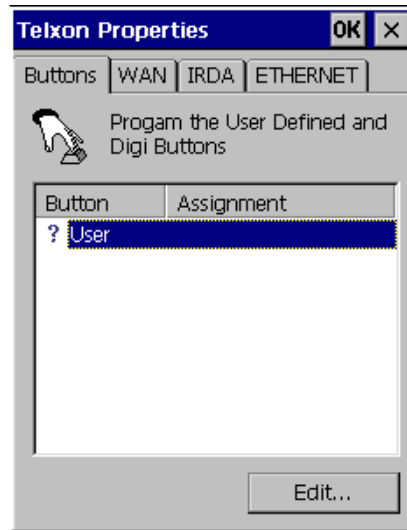 Telxon Properties OK ×
Buttons WAN IRDA ETHERNET
Progam the User Defined and
Digi Buttons
Button Assignment
? User
Edit...